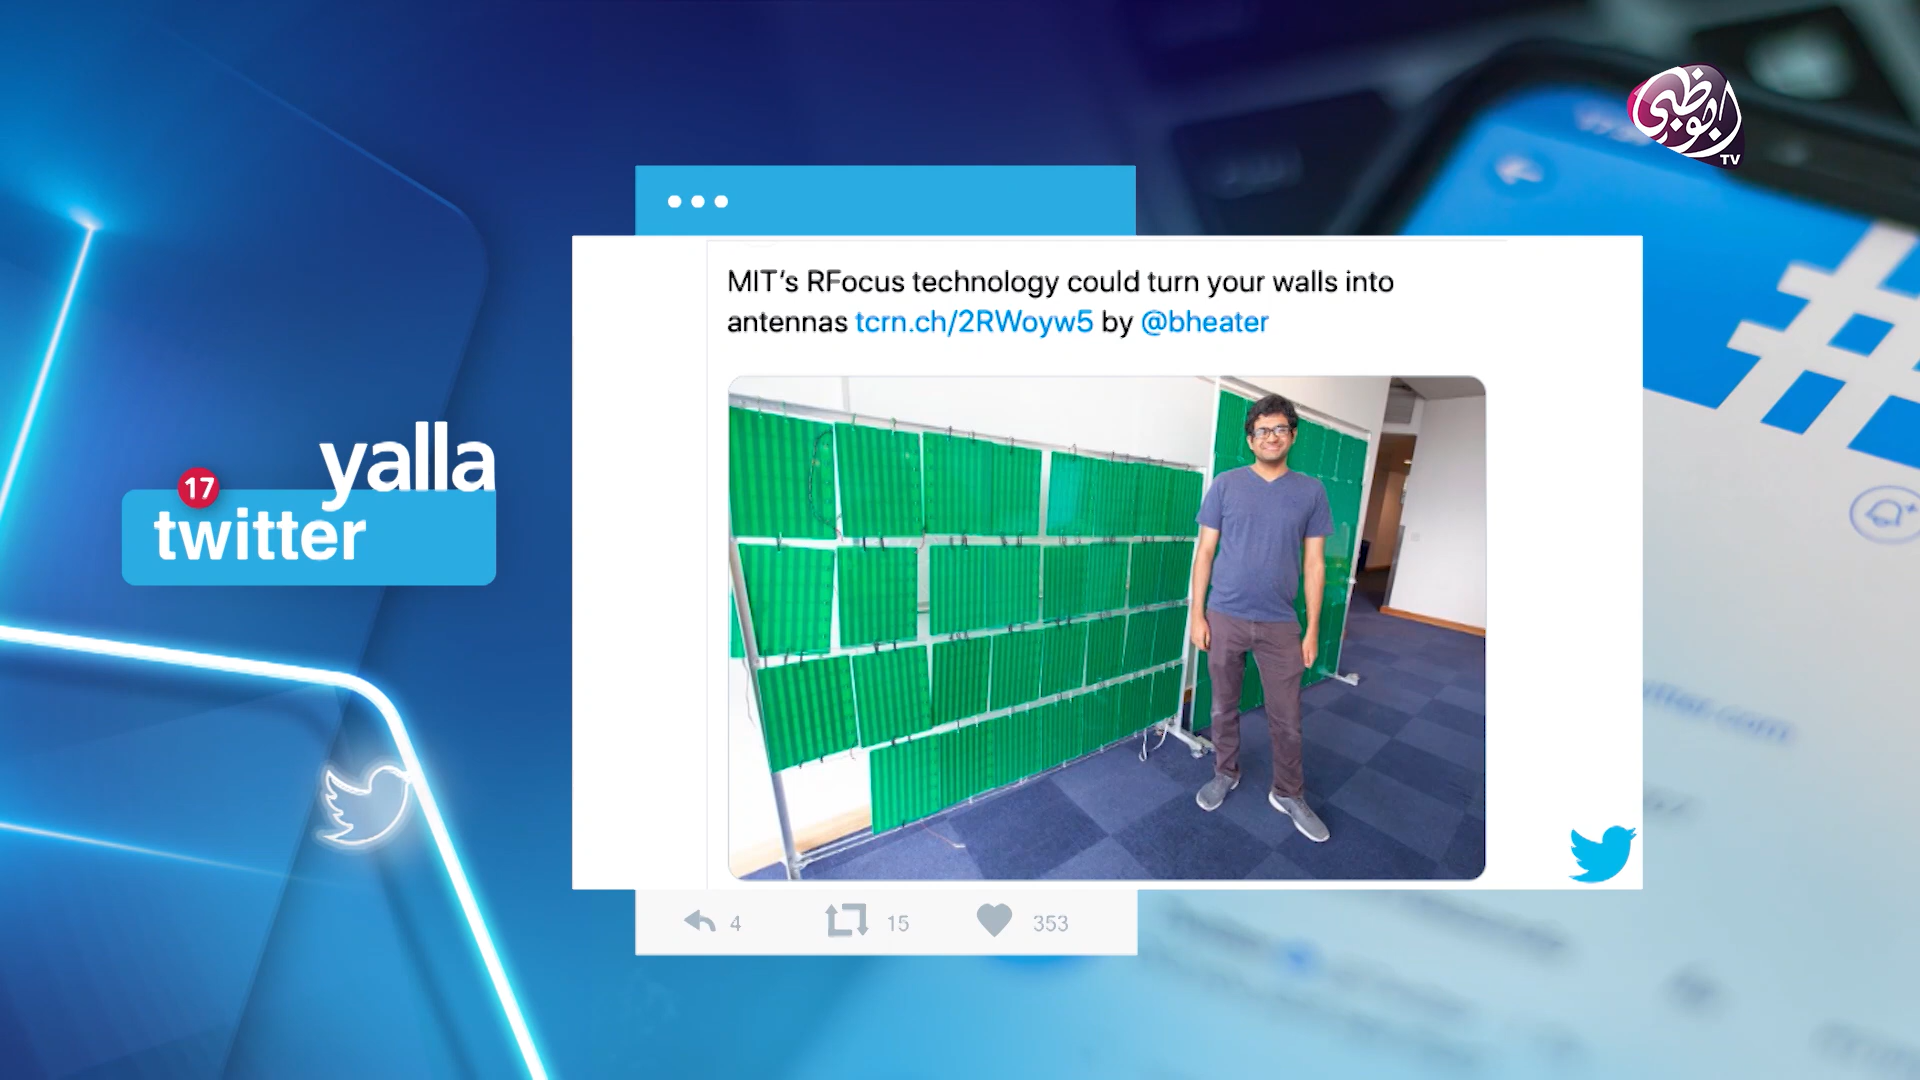 ابوظبي
TV
MIT's RFocus technology could turn your walls into
antennas tcrn.ch/2RWoyw5 by @bheater
yalla
17
twitter
#
4
15
353